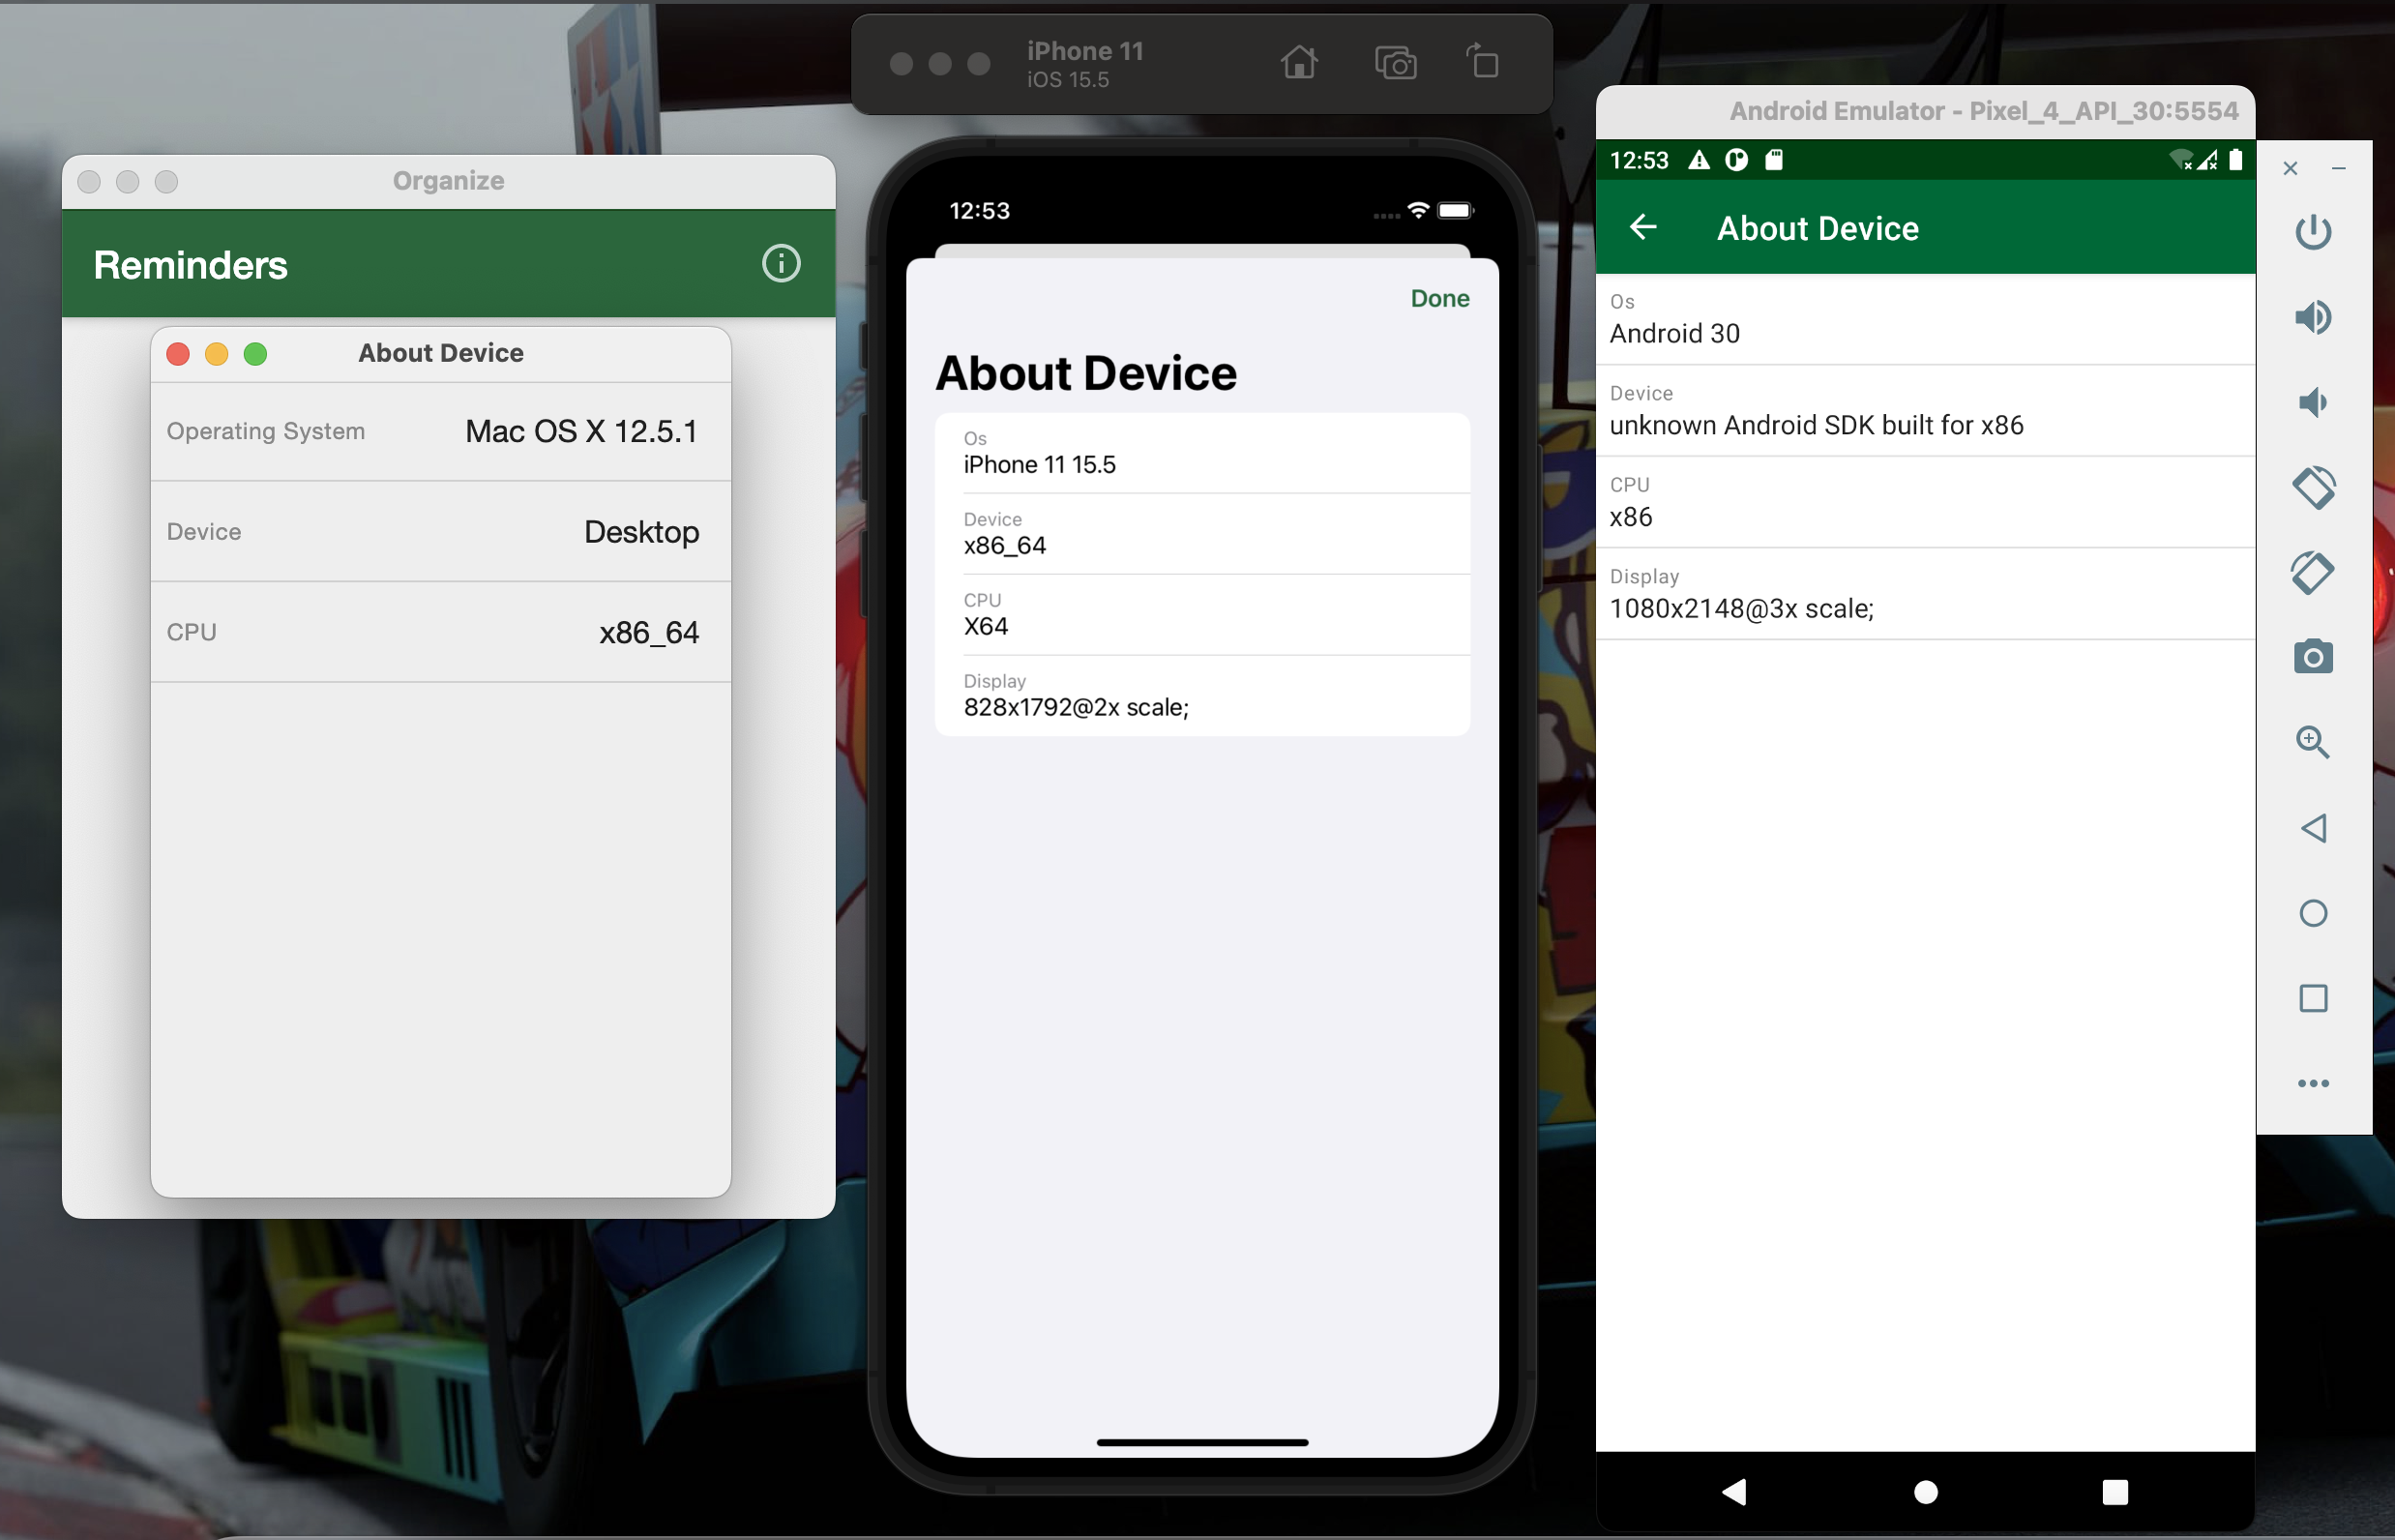 Organize
Reminders
About Device
Operating System
Mac OS X 12.5.1
Device
Desktop
CPU
x86_64
iPhone 11
iOS 15.5
12:53
Done
About Device
Os
iPhone 11 15.5
Device
x86_64
CPU
X64
Display
828x1792@2x scale;
Android Emulator - Pixel_4_API_30:5554
12:53
About Device
Os
Android 30
Device
unknown Android SDK built for x86
CPU
x86
Display
1080x2148@3x scale;